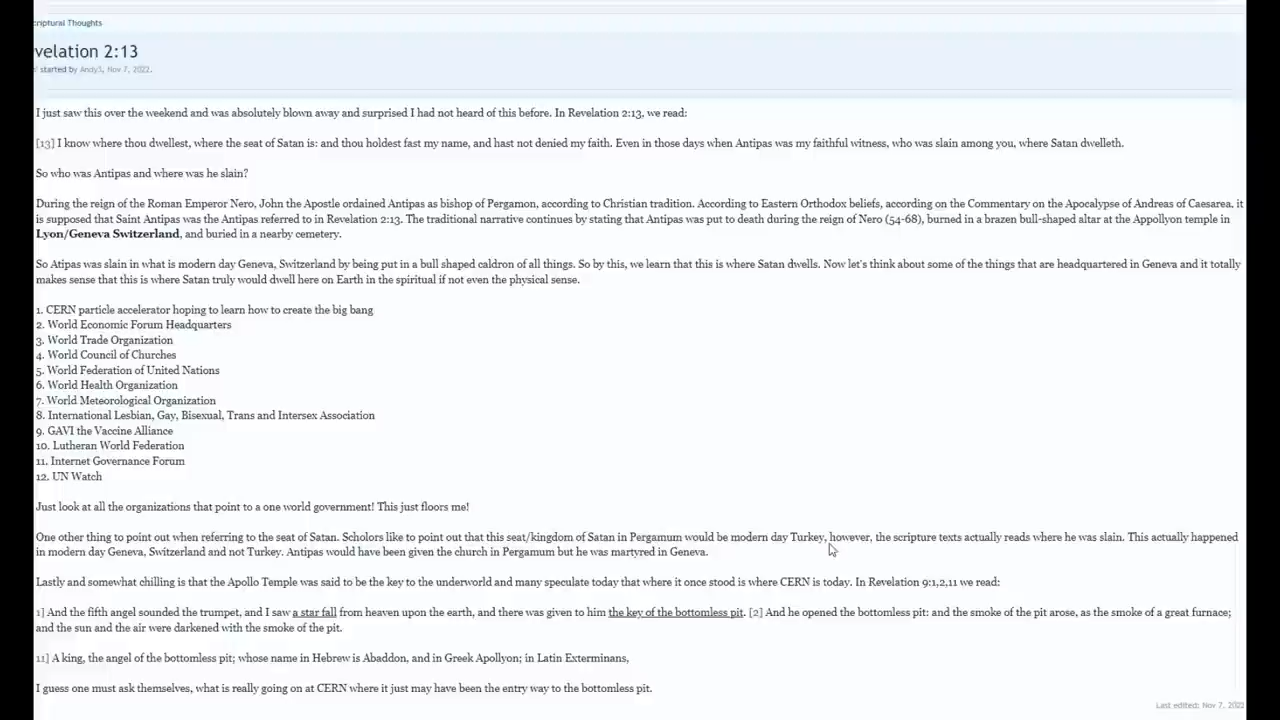 criptural Thoughts
velation 2:13
started by AndyS, Nov 7, 2022.
I just saw this over the weekend and was absolutely blown away and surprised I had not heard of this before. In Revelation 2:13, we read:
[13] I know where thou dwellest, where the seat of Satan is: and thou holdest fast my name, and hast not denied my faith. Even in those days when Antipas was my faithful witness, who was slain among you, where Satan dwelleth.
So who was Antipas and where was he slain?
During the reign of the Roman Emperor Nero, John the Apostle ordained Antipas as bishop of Pergamon, according to Christian tradition. According to Eastern Orthodox beliefs, according on the Commentary on the Apocalypse of Andreas of Caesarea, it
is supposed that Saint Antipas was the Antipas referred to in Revelation 2:13. The traditional narrative continues by stating that Antipas was put to death during the reign of Nero (54-68), burned in a brazen bull-shaped altar at the Appollyon temple in
Lyon/Geneva Switzerland, and buried in a nearby cemetery.
So Atipas was slain in what is modern day Geneva, Switzerland by being put in a bull shaped caldron of all things. So by this, we learn that this is where Satan dwells. Now let's think about some of the things that are headquartered in Geneva and it totally
makes sense that this is where Satan truly would dwell here on Earth in the spiritual if not even the physical sense.
1. CERN particle accelerator hoping to learn how to create the big bang
2. World Economic Forum Headquarters
3. World Trade Organization
4. World Council of Churches
5. World Federation of United Nations
6. World Health Organization
7. World Meteorological Organization
8. International Lesbian, Gay, Bisexual, Trans and Intersex Association
9. GAVI the Vaccine Alliance
10. Lutheran World Federation
11. Internet Governance Forum
12. UN Watch
Just look at all the organizations that point to a one world government! This just floors me!
One other thing to point out when referring to the seat of Satan. Scholors like to point out that this seat/kingdom of Satan in Pergamum would be modern day Turkey, however, the scripture texts actually reads where he was slain. This actually happened
in modern day Geneva, Switzerland and not Turkey. Antipas would have been given the church in Pergamum but he was martyred in Geneva.
Lastly and somewhat chilling is that the Apollo Temple was said to be the key to the underworld and many speculate today that where it once stood is where CERN is today. In Revelation 9:1,2,11 we read:
1] And the fifth angel sounded the trumpet, and I saw a star fall from heaven upon the earth, and there was given to him the key of the bottomless pit. [2] And he opened the bottomless pit: and the smoke of the pit arose, as the smoke of a great furnace;
and the sun and the air were darkened with the smoke of the pit.
11] A king, the angel of the bottomless pit; whose name in Hebrew is Abaddon, and in Greek Apollyon; in Latin Exterminans,
I guess one must ask themselves, what is really going on at CERN where it just may have been the entry way to the bottomless pit.
Last edited: Nov 7, 2022